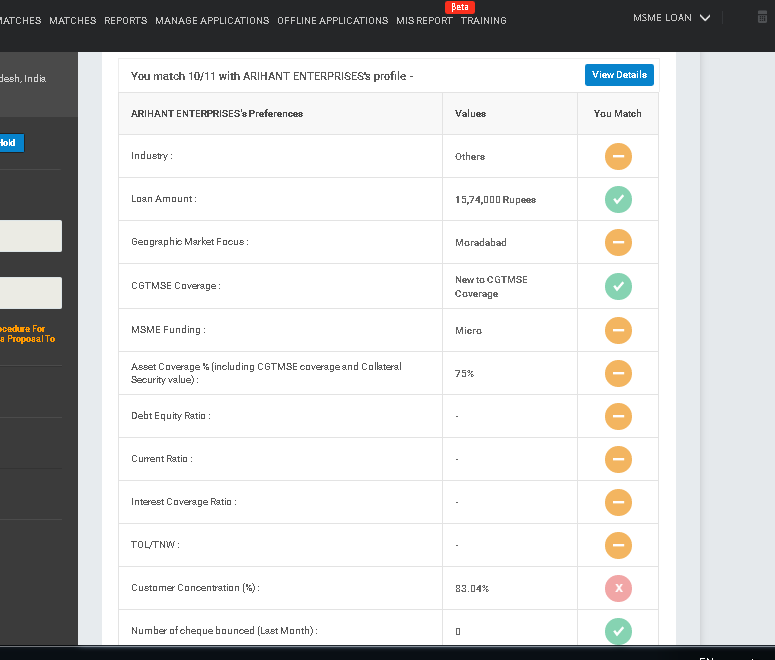 βeta
MATCHES MATCHES REPORTS MANAGE APPLICATIONS OFFLINE APPLICATIONS MIS REPORT TRAINING
MSME LOAN
desh, India
Hold
ocedure For
s Proposal To
You match 10/11 with ARIHANT ENTERPRISES's profile -
View Details
ARIHANT ENTERPRISES's Preferences Values You Match
Industry : Others
Loan Amount : 15,74,000 Rupees
Geographic Market Focus : Moradabad
CGTMSE Coverage : New to CGTMSE
Coverage
MSME Funding : Micro
Asset Coverage % (including CGTMSE coverage and Collateral
Security value) : 75%
Debt Equity Ratio : -
Current Ratio : -
Interest Coverage Ratio : -
TOL/TNW : -
Customer Concentration (%) : 83.04% X
Number of cheque bounced (Last Month) : 0